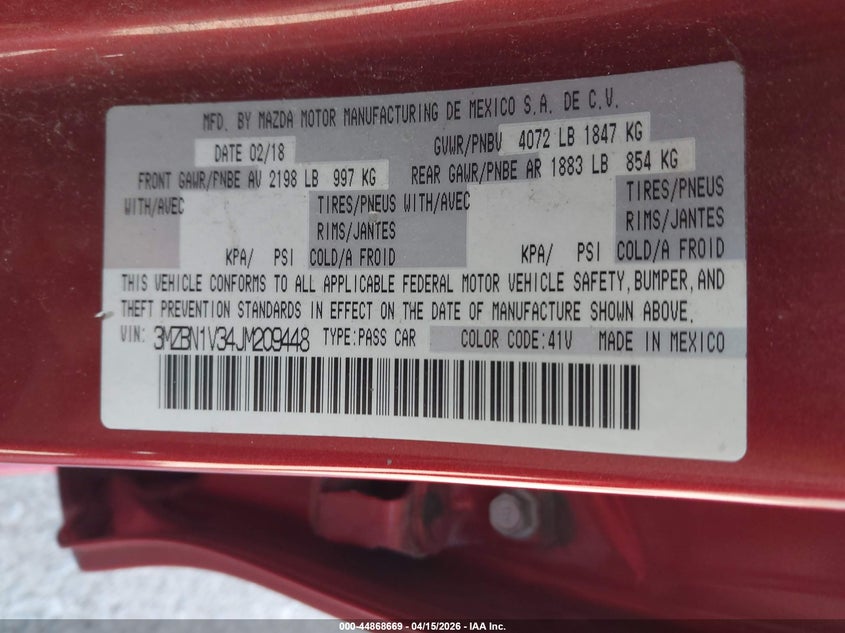 MFD. BY MAZDA MOTOR MANUFACTURING DE MEXICO S.A. DE C.V.
DATE 02/18 GVWR/PNBV 4072 LB 1847 KG
FRONT GAWR/PNBE AV 2198 LB 997 KG REAR GAWR/PNBE AR 1883 LB 854 KG
WITH/AVEC TIRES/PNEUS WITH/AVEC TIRES/PNEUS
RIMS/JANTES RIMS/JANTES
KPA/ PSI COLD/A FROID KPA/ PSI COLD/A FROID
THIS VEHICLE CONFORMS TO ALL APPLICABLE FEDERAL MOTOR VEHICLE SAFETY, BUMPER, AND
THEFT PREVENTION STANDARDS IN EFFECT ON THE DATE OF MANUFACTURE SHOWN ABOVE.
VIN: 3MZBN1V34JM209448 TYPE:PASS CAR COLOR CODE:41V MADE IN MEXICO
000-44868669 - 04/15/2026 - IAA Inc.